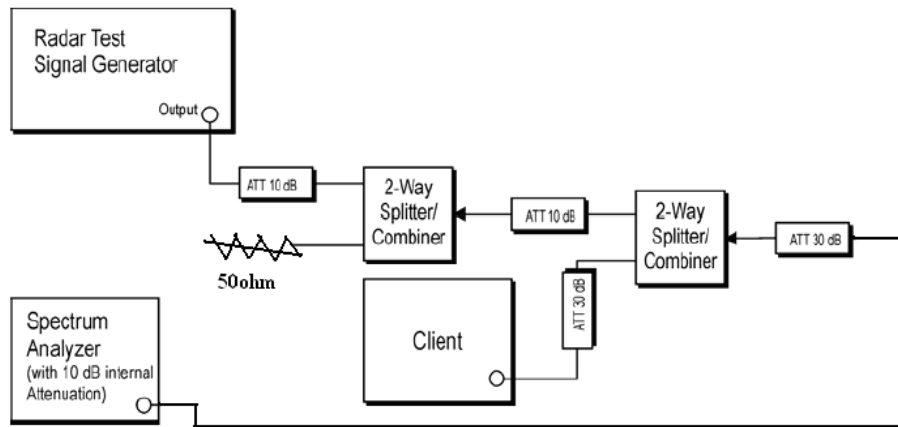 Radar Test
Signal Generator
Output
ATT 10 dB
2-Way
Splitter/
Combiner
ATT 10 dB
2-Way
Splitter/
Combiner
ATT 30 dB
50ohm
ATT 30 dB
Client
Spectrum
Analyzer
(with 10 dB internal
Attenuation)